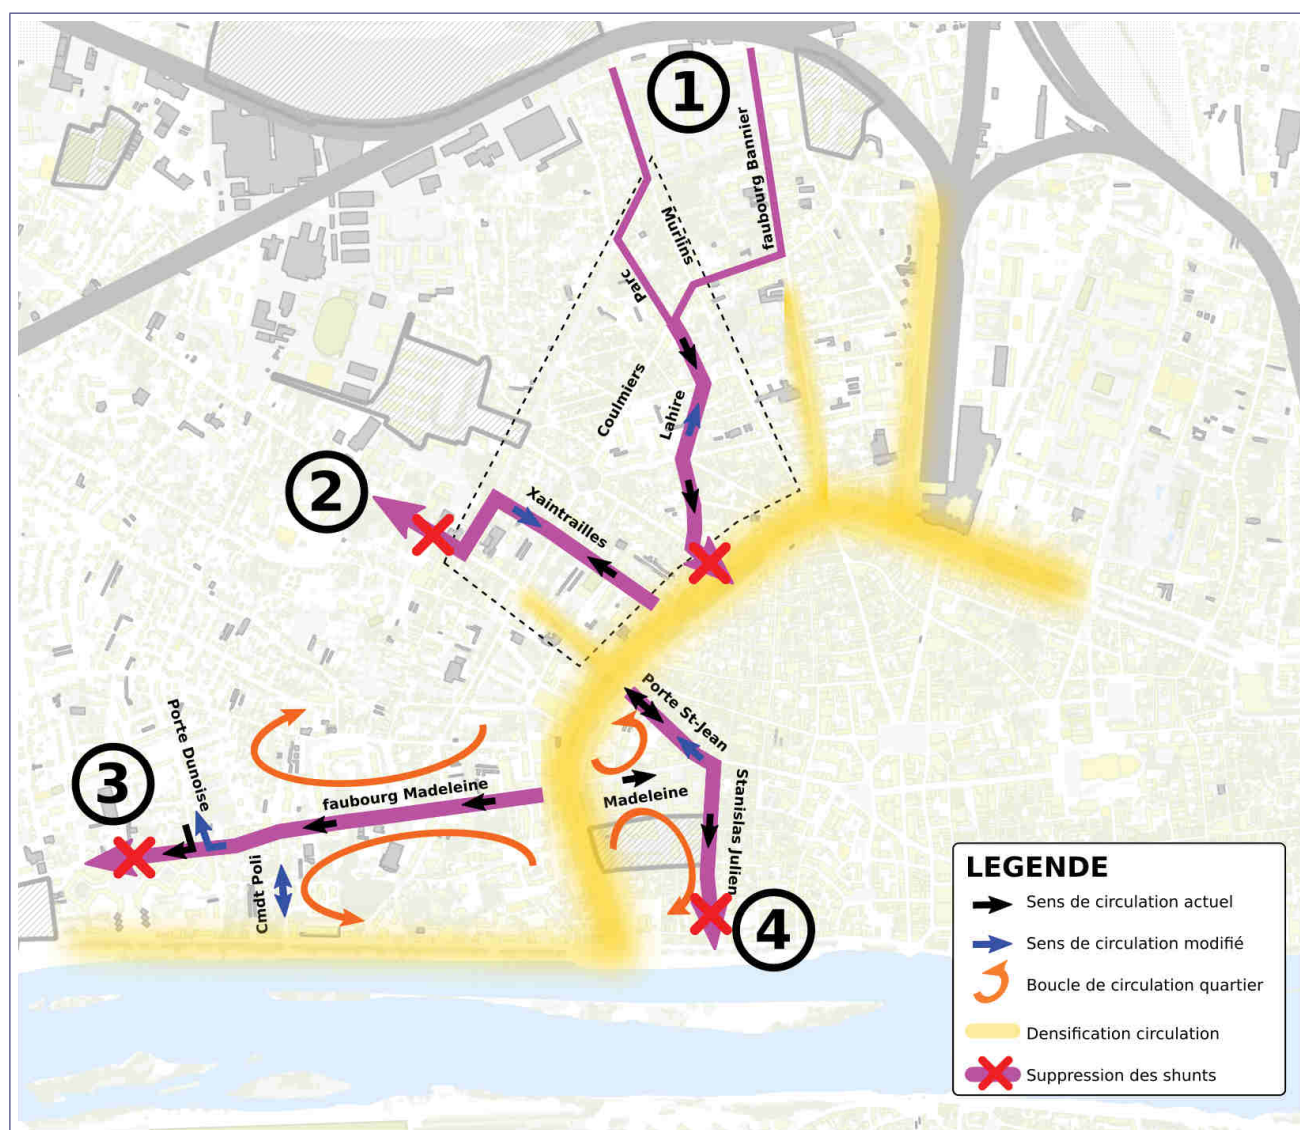 1
faubourg Bannier
Murlins
Parc
Coulmiers
Lahire
2
Xaintrailles
Porte St-Jean
Porte Dunoise
3
faubourg Madeleine
Madeleine
Stanislas Julien
Cmdt Poli
4
LEGENDE
Sens de circulation actuel
Sens de circulation modifié
Boucle de circulation quartier
Densification circulation
Suppression des shunts